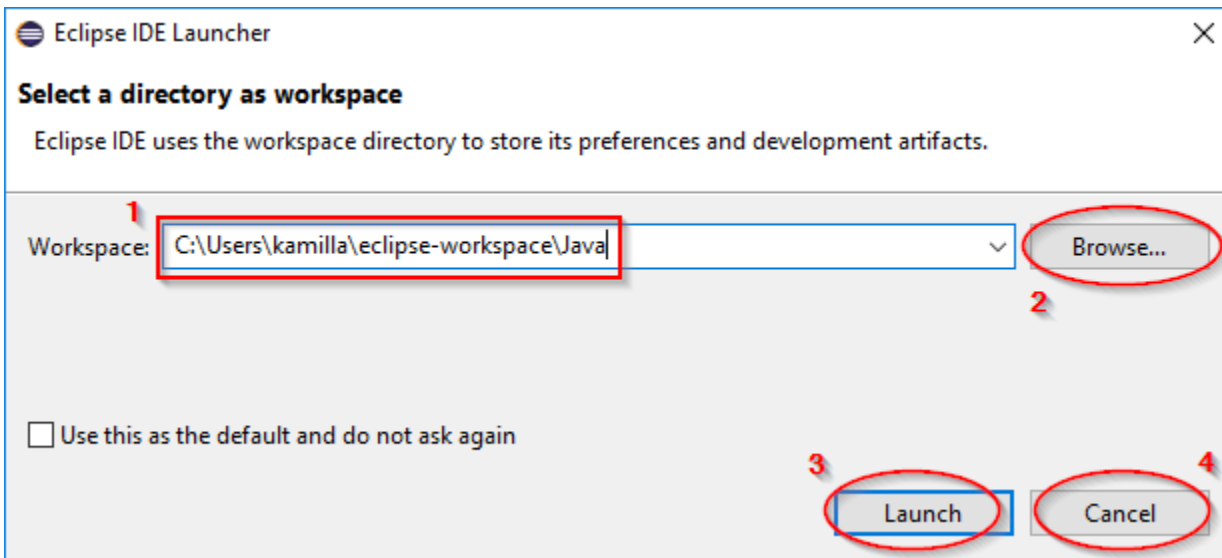 Eclipse IDE Launcher
Select a directory as workspace
Eclipse IDE uses the workspace directory to store its preferences and development artifacts.
1
Workspace: C:\Users\kamilla\eclipse-workspace\Java Browse...
2
Use this as the default and do not ask again
3 4
Launch Cancel